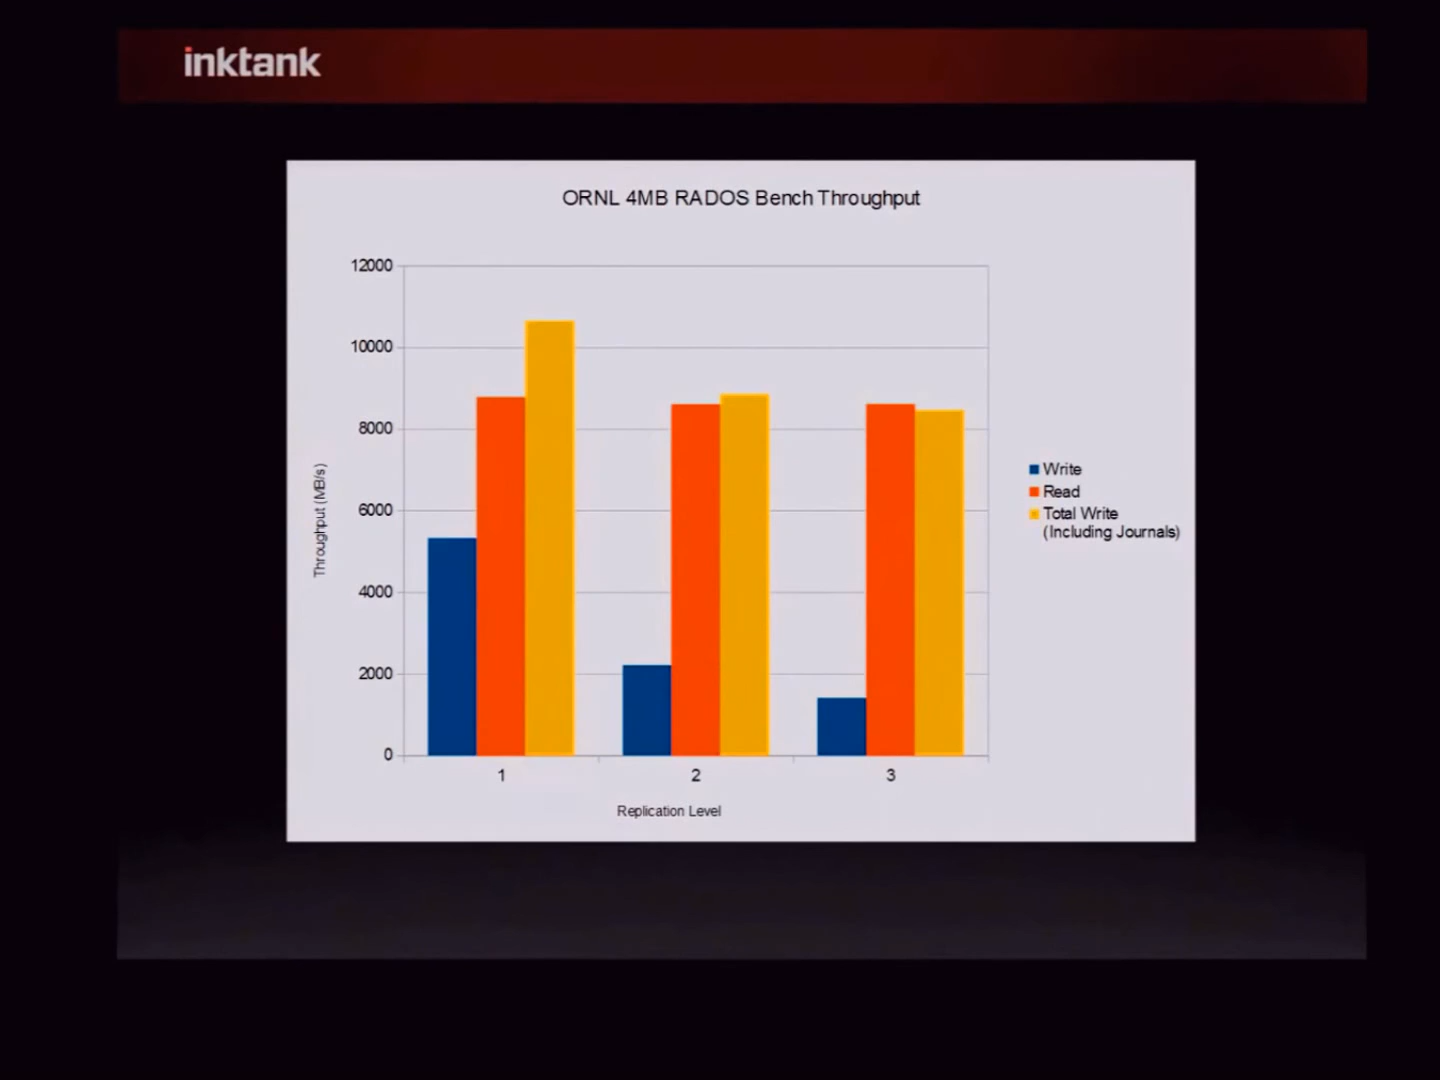 inktank
ORNL 4MB RADOS Bench Throughput
12000
10000
8000
6000
4000
2000
0
Throughput (MB/s)
1
2
3
Replication Level
Write
Read
Total Write
(Including Journals)